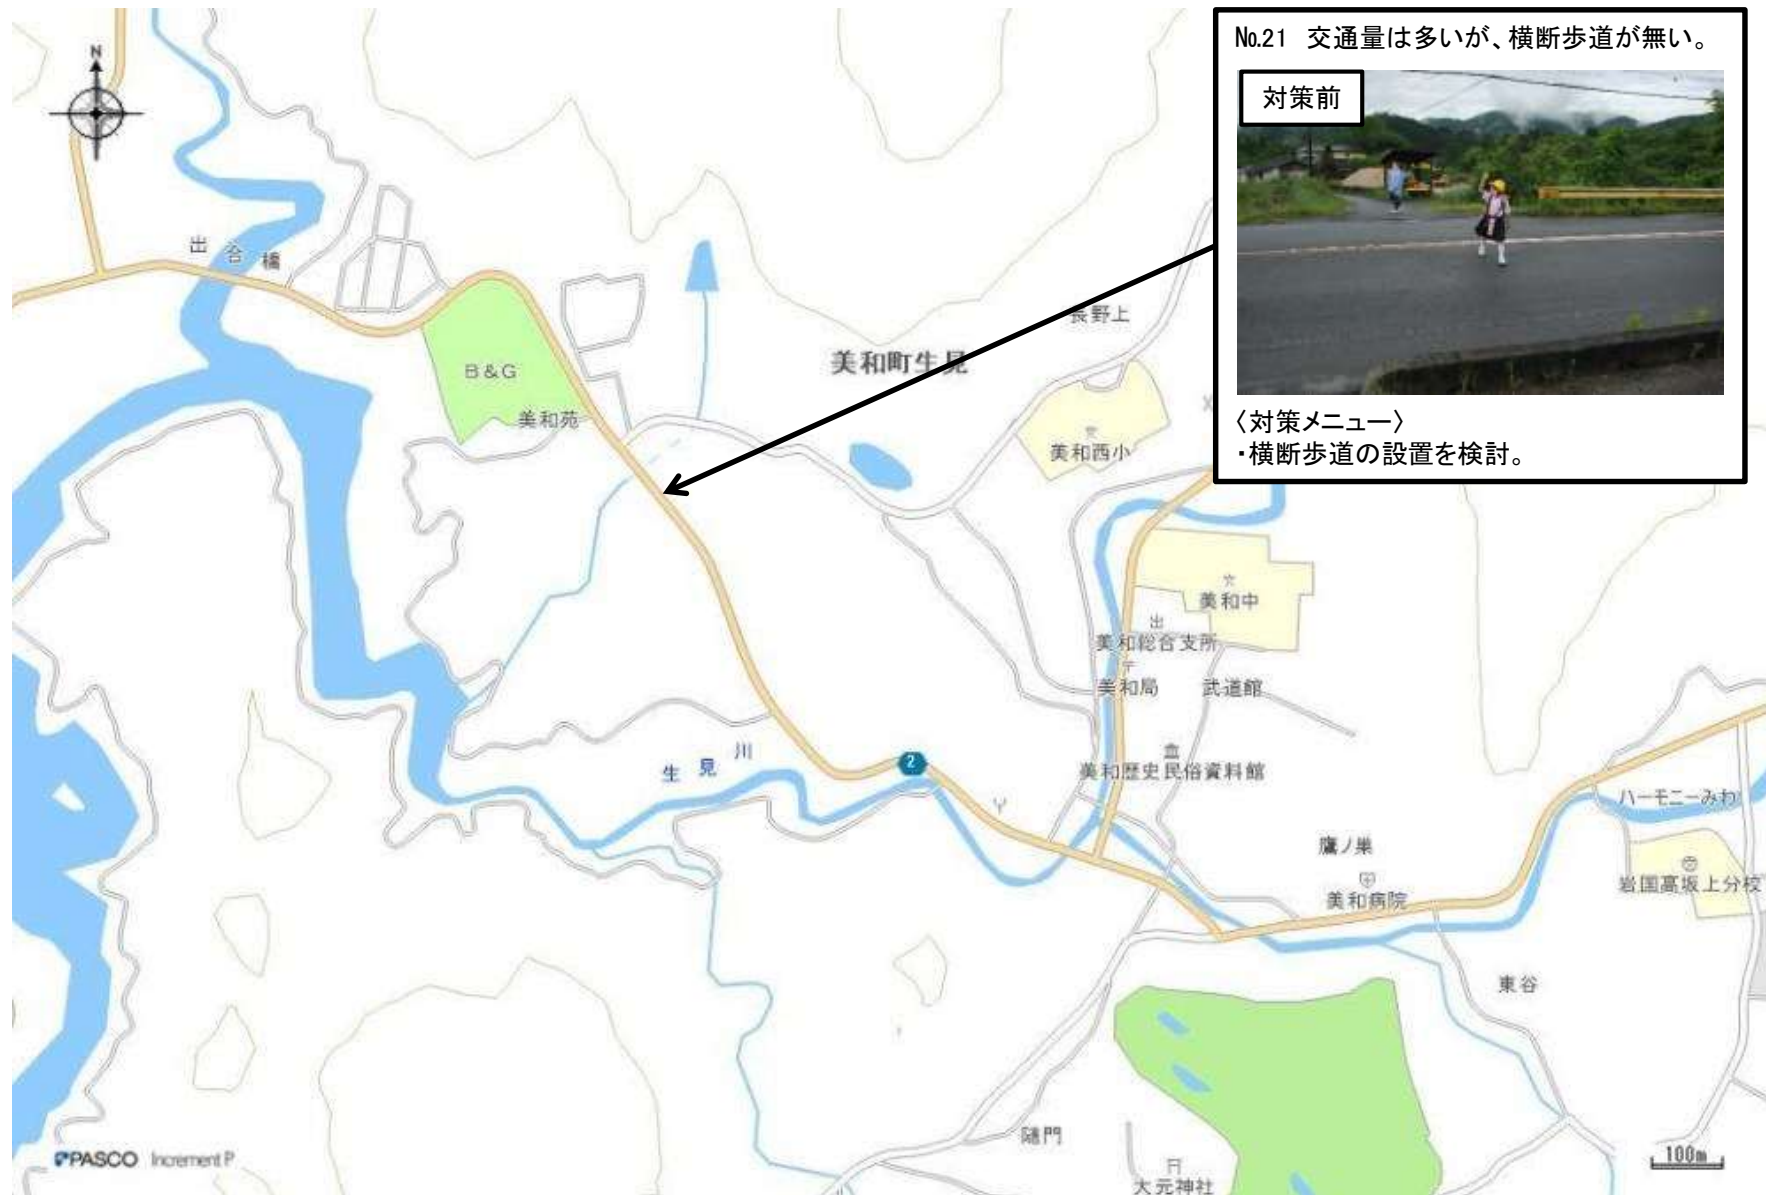 No.21 交通量は多いが、横断歩道が無い。
対策前
〈対策メニュー〉
・横断歩道の設置を検討。
N
出合橋
B&G
美和苑
長野上
美和町生見
美和西小
美和中
美和総合支所
美和局
武道館
生見川
2
美和歴史民俗資料館
ハーモニーみわ
鷹ノ巣
美和病院
岩国高坂上分校
東谷
随門
大元神社
PASCO Increment P
100m